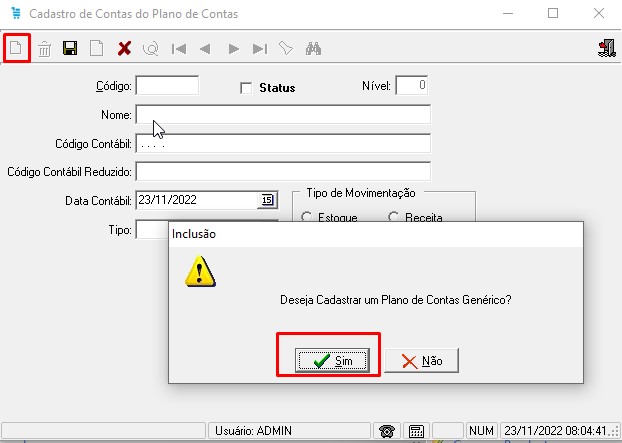 Cadastro de Contas do Plano de Contas
Código:
Status
Nível: 0
Nome:
Código Contábil: . . . .
Código Contábil Reduzido:
Data Contábil: 23/11/2022 15
Tipo de Movimentação
Estoque Receita
Tipo:
Inclusão
Deseja Cadastrar um Plano de Contas Genérico?
Sim Não
Usuário: ADMIN NUM 23/11/2022 08:04:41